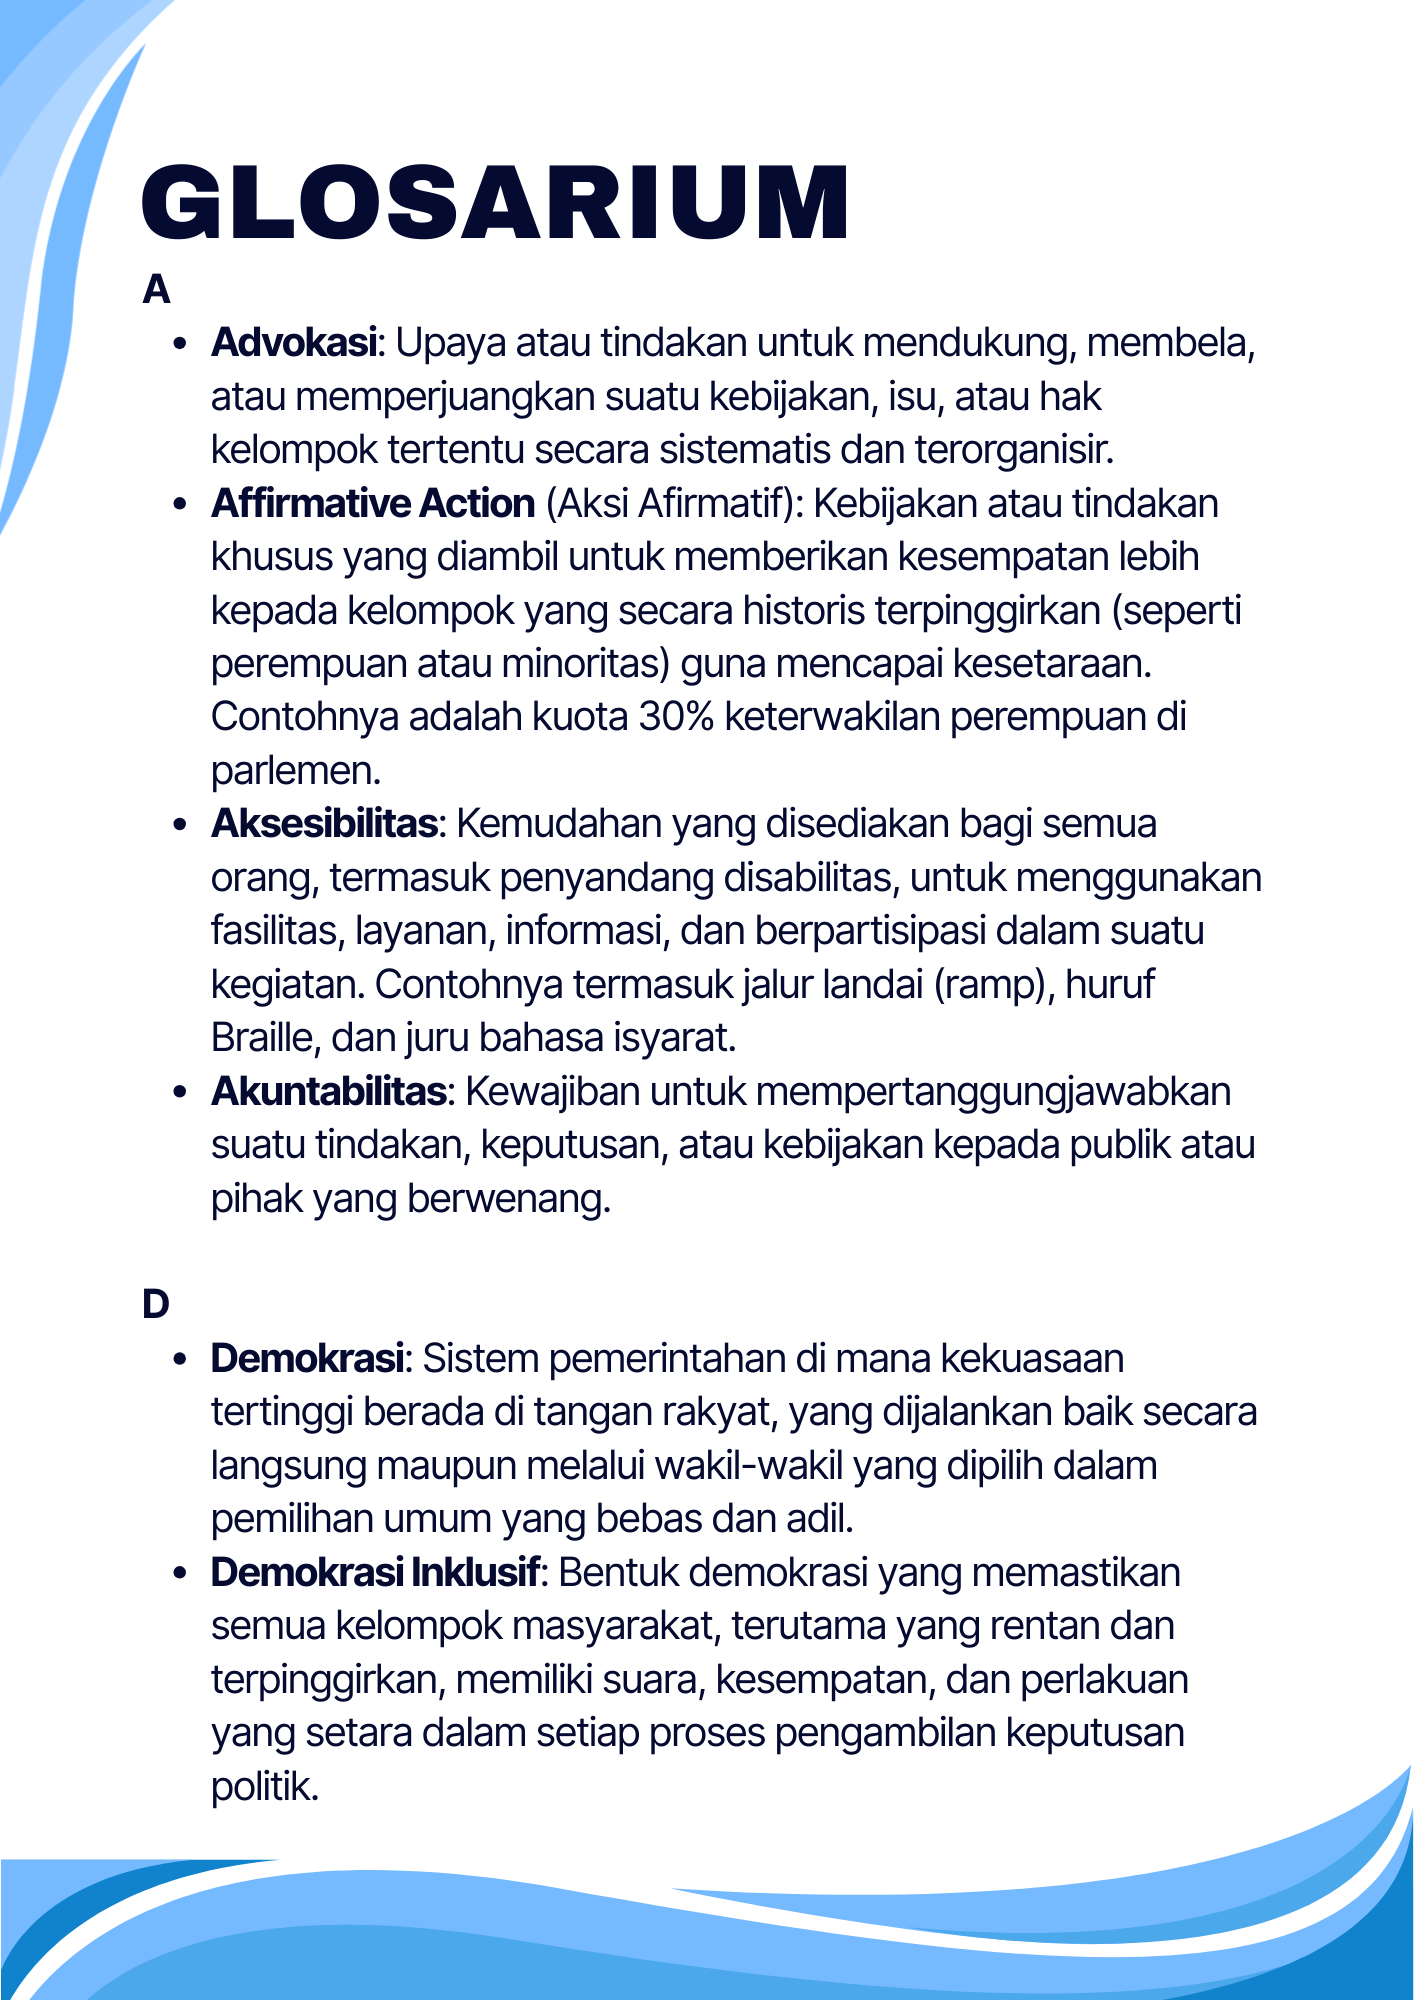 GLOSARIUM
A
• Advokasi: Upaya atau tindakan untuk mendukung, membela,
atau memperjuangkan suatu kebijakan, isu, atau hak
kelompok tertentu secara sistematis dan terorganisir.
• Affirmative Action (Aksi Afirmatif): Kebijakan atau tindakan
khusus yang diambil untuk memberikan kesempatan lebih
kepada kelompok yang secara historis terpinggirkan (seperti
perempuan atau minoritas) guna mencapai kesetaraan.
Contohnya adalah kuota 30% keterwakilan perempuan di
parlemen.
• Aksesibilitas: Kemudahan yang disediakan bagi semua
orang, termasuk penyandang disabilitas, untuk menggunakan
fasilitas, layanan, informasi, dan berpartisipasi dalam suatu
kegiatan. Contohnya termasuk jalur landai (ramp), huruf
Braille, dan juru bahasa isyarat.
• Akuntabilitas: Kewajiban untuk mempertanggungjawabkan
suatu tindakan, keputusan, atau kebijakan kepada publik atau
pihak yang berwenang.
D
• Demokrasi: Sistem pemerintahan di mana kekuasaan
tertinggi berada di tangan rakyat, yang dijalankan baik secara
langsung maupun melalui wakil-wakil yang dipilih dalam
pemilihan umum yang bebas dan adil.
• Demokrasi Inklusif: Bentuk demokrasi yang memastikan
semua kelompok masyarakat, terutama yang rentan dan
terpinggirkan, memiliki suara, kesempatan, dan perlakuan
yang setara dalam setiap proses pengambilan keputusan
politik.